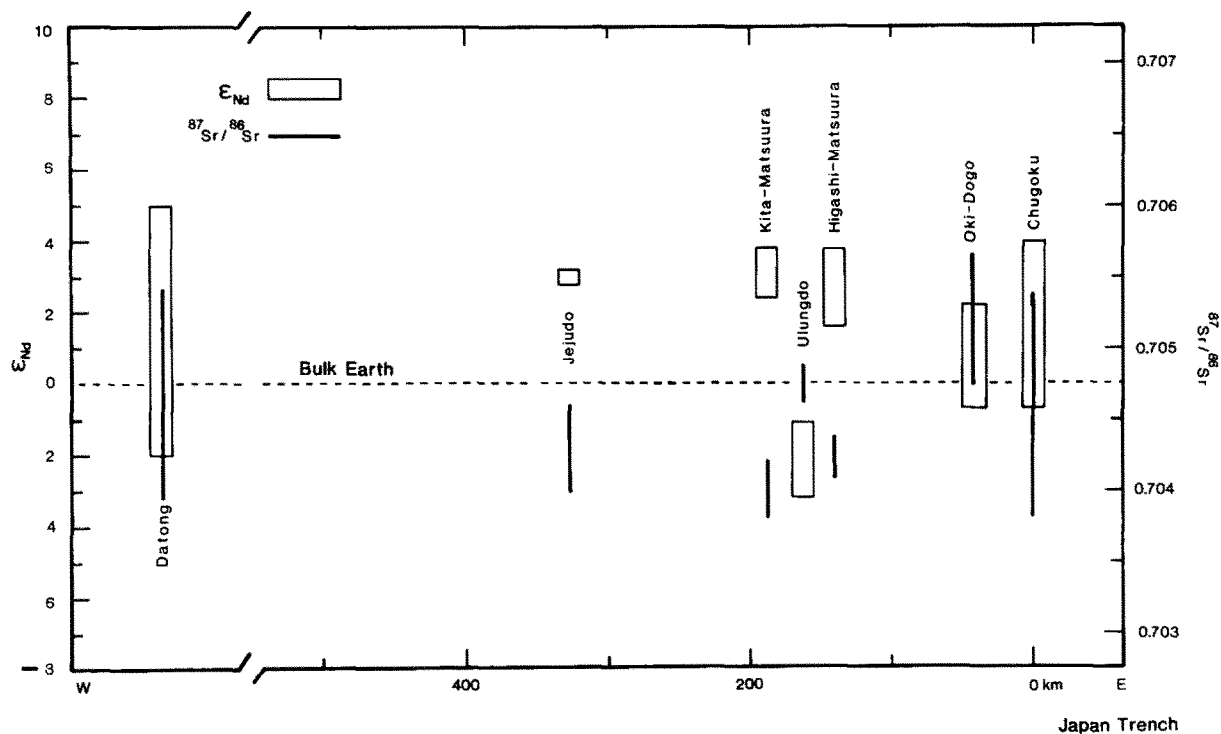 10
8
6
4
2
0
2
4
6
— 3
εNd
εNd
87Sr/86Sr
Bulk Earth
Datong
Jejudo
Kita-Matsuura
Ulungdo
Higashi-Matsuura
Oki-Dogo
Chugoku
0.707
0.706
0.705
0.704
0.703
87Sr/86Sr
W
400
200
0 km
E
Japan Trench